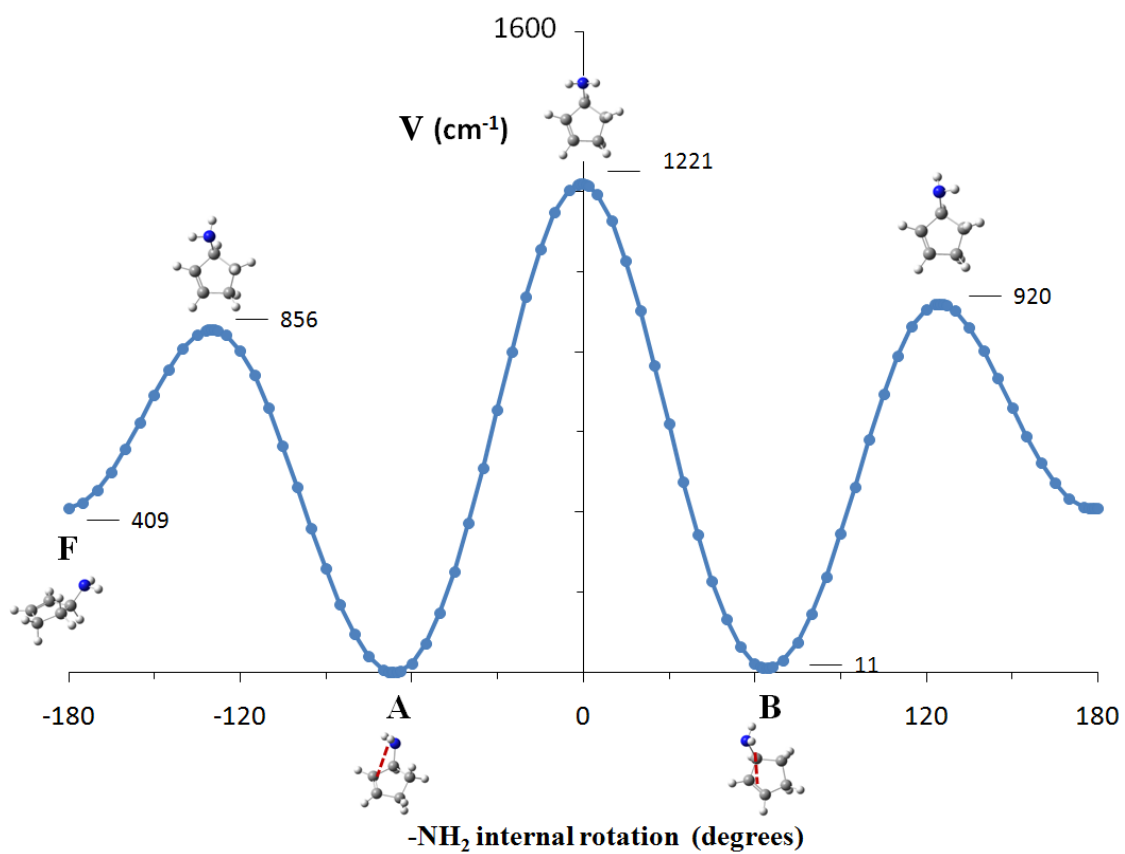 1600
V (cm⁻¹)
1221
856
920
409
F
11
-180
-120
A
0
B
120
180
-NH₂ internal rotation (degrees)